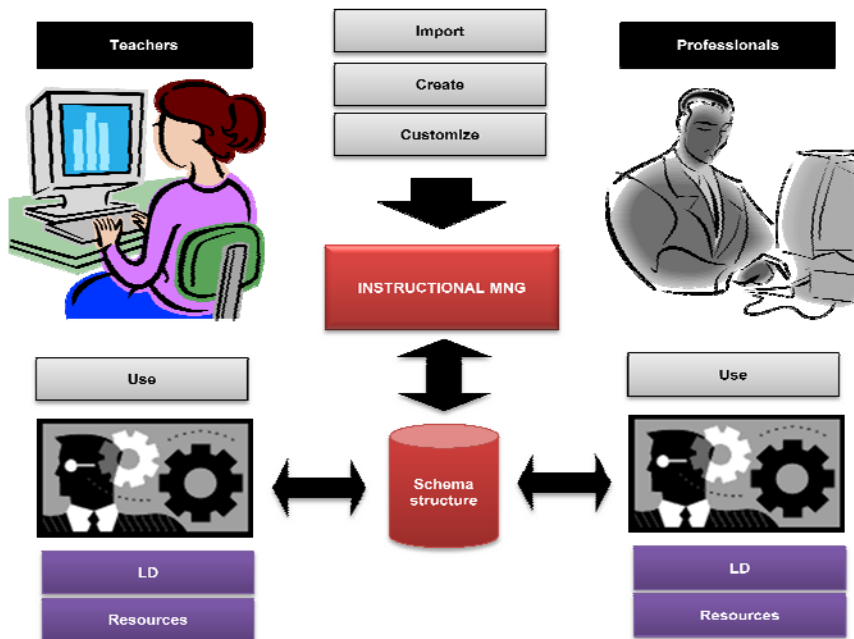 Teachers
Import
Professionals
Create
Customize
INSTRUCTIONAL MNG
Use
Use
Schema
structure
LD
LD
Resources
Resources